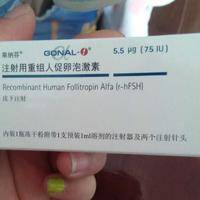 果纳芬® GONAL-f® 5.5 μg (75 IU)
注射用重组人促卵泡激素
Recombinant Human Follitropin Alfa (r-hFSH)
皮下注射
内装1瓶冻干粉附带1支预装1ml溶剂的注射器及两个注射针头